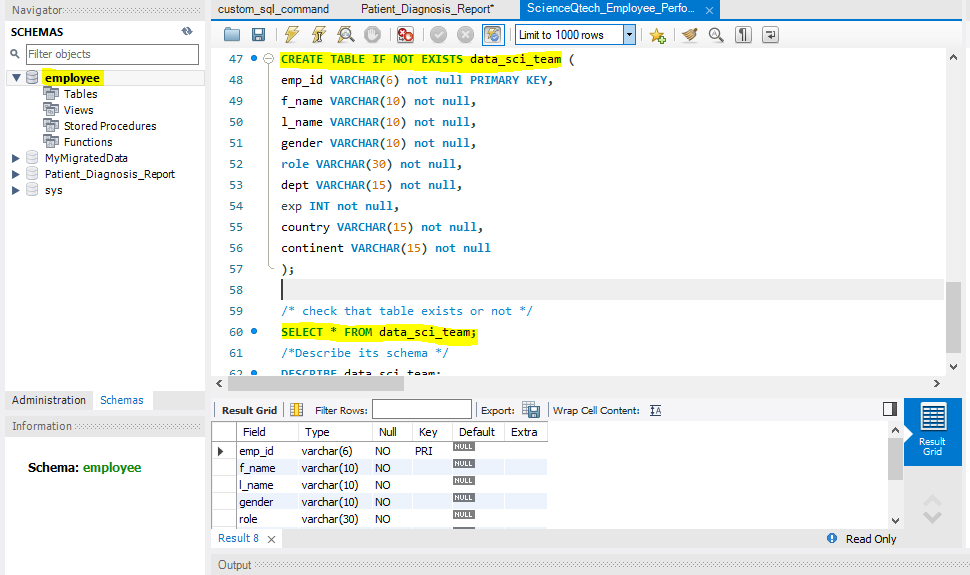 Navigator
SCHEMAS
Filter objects
employee
Tables
Views
Stored Procedures
Functions
MyMigratedData
Patient_Diagnosis_Report
sys
Administration Schemas
Information
Schema: employee
custom_sql_command Patient_Diagnosis_Report* ScienceQtech_Employee_Perfo...
Limit to 1000 rows
47 CREATE TABLE IF NOT EXISTS data_sci_team (
48 emp_id VARCHAR(6) not null PRIMARY KEY,
49 f_name VARCHAR(10) not null,
50 l_name VARCHAR(10) not null,
51 gender VARCHAR(10) not null,
52 role VARCHAR(30) not null,
53 dept VARCHAR(15) not null,
54 exp INT not null,
55 country VARCHAR(15) not null,
56 continent VARCHAR(15) not null
57 );
58
59 /* check that table exists or not */
60 SELECT * FROM data_sci_team;
61 /*Describe its schema */
62 DESCRIBE data_sci_team;
Result Grid Filter Rows: Export: Wrap Cell Content: IA
Field Type Null Key Default Extra
emp_id varchar(6) NO PRI NULL
f_name varchar(10) NO NULL
l_name varchar(10) NO NULL
gender varchar(10) NO NULL
role varchar(30) NO NULL
Result
Grid
Result 8 Read Only
Output